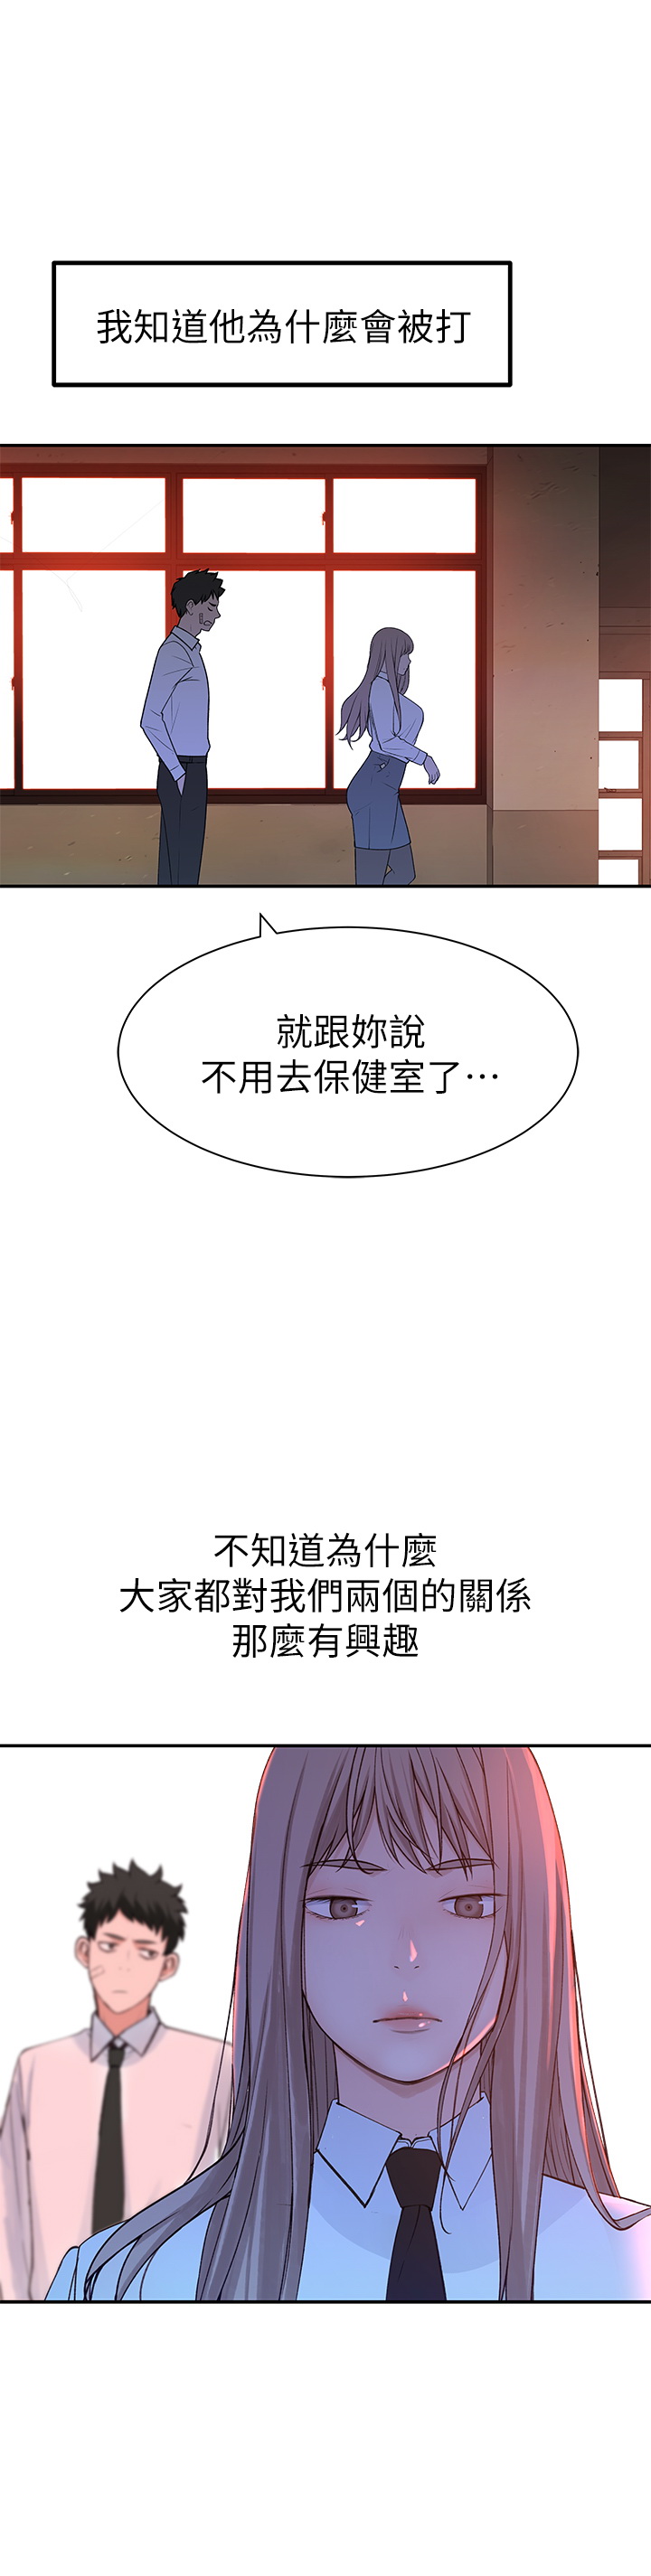 我知道他為什麼會被打
就跟妳說
不用去保健室了⋯
不知道為什麼
大家都對我們兩個的關係
那麼有興趣